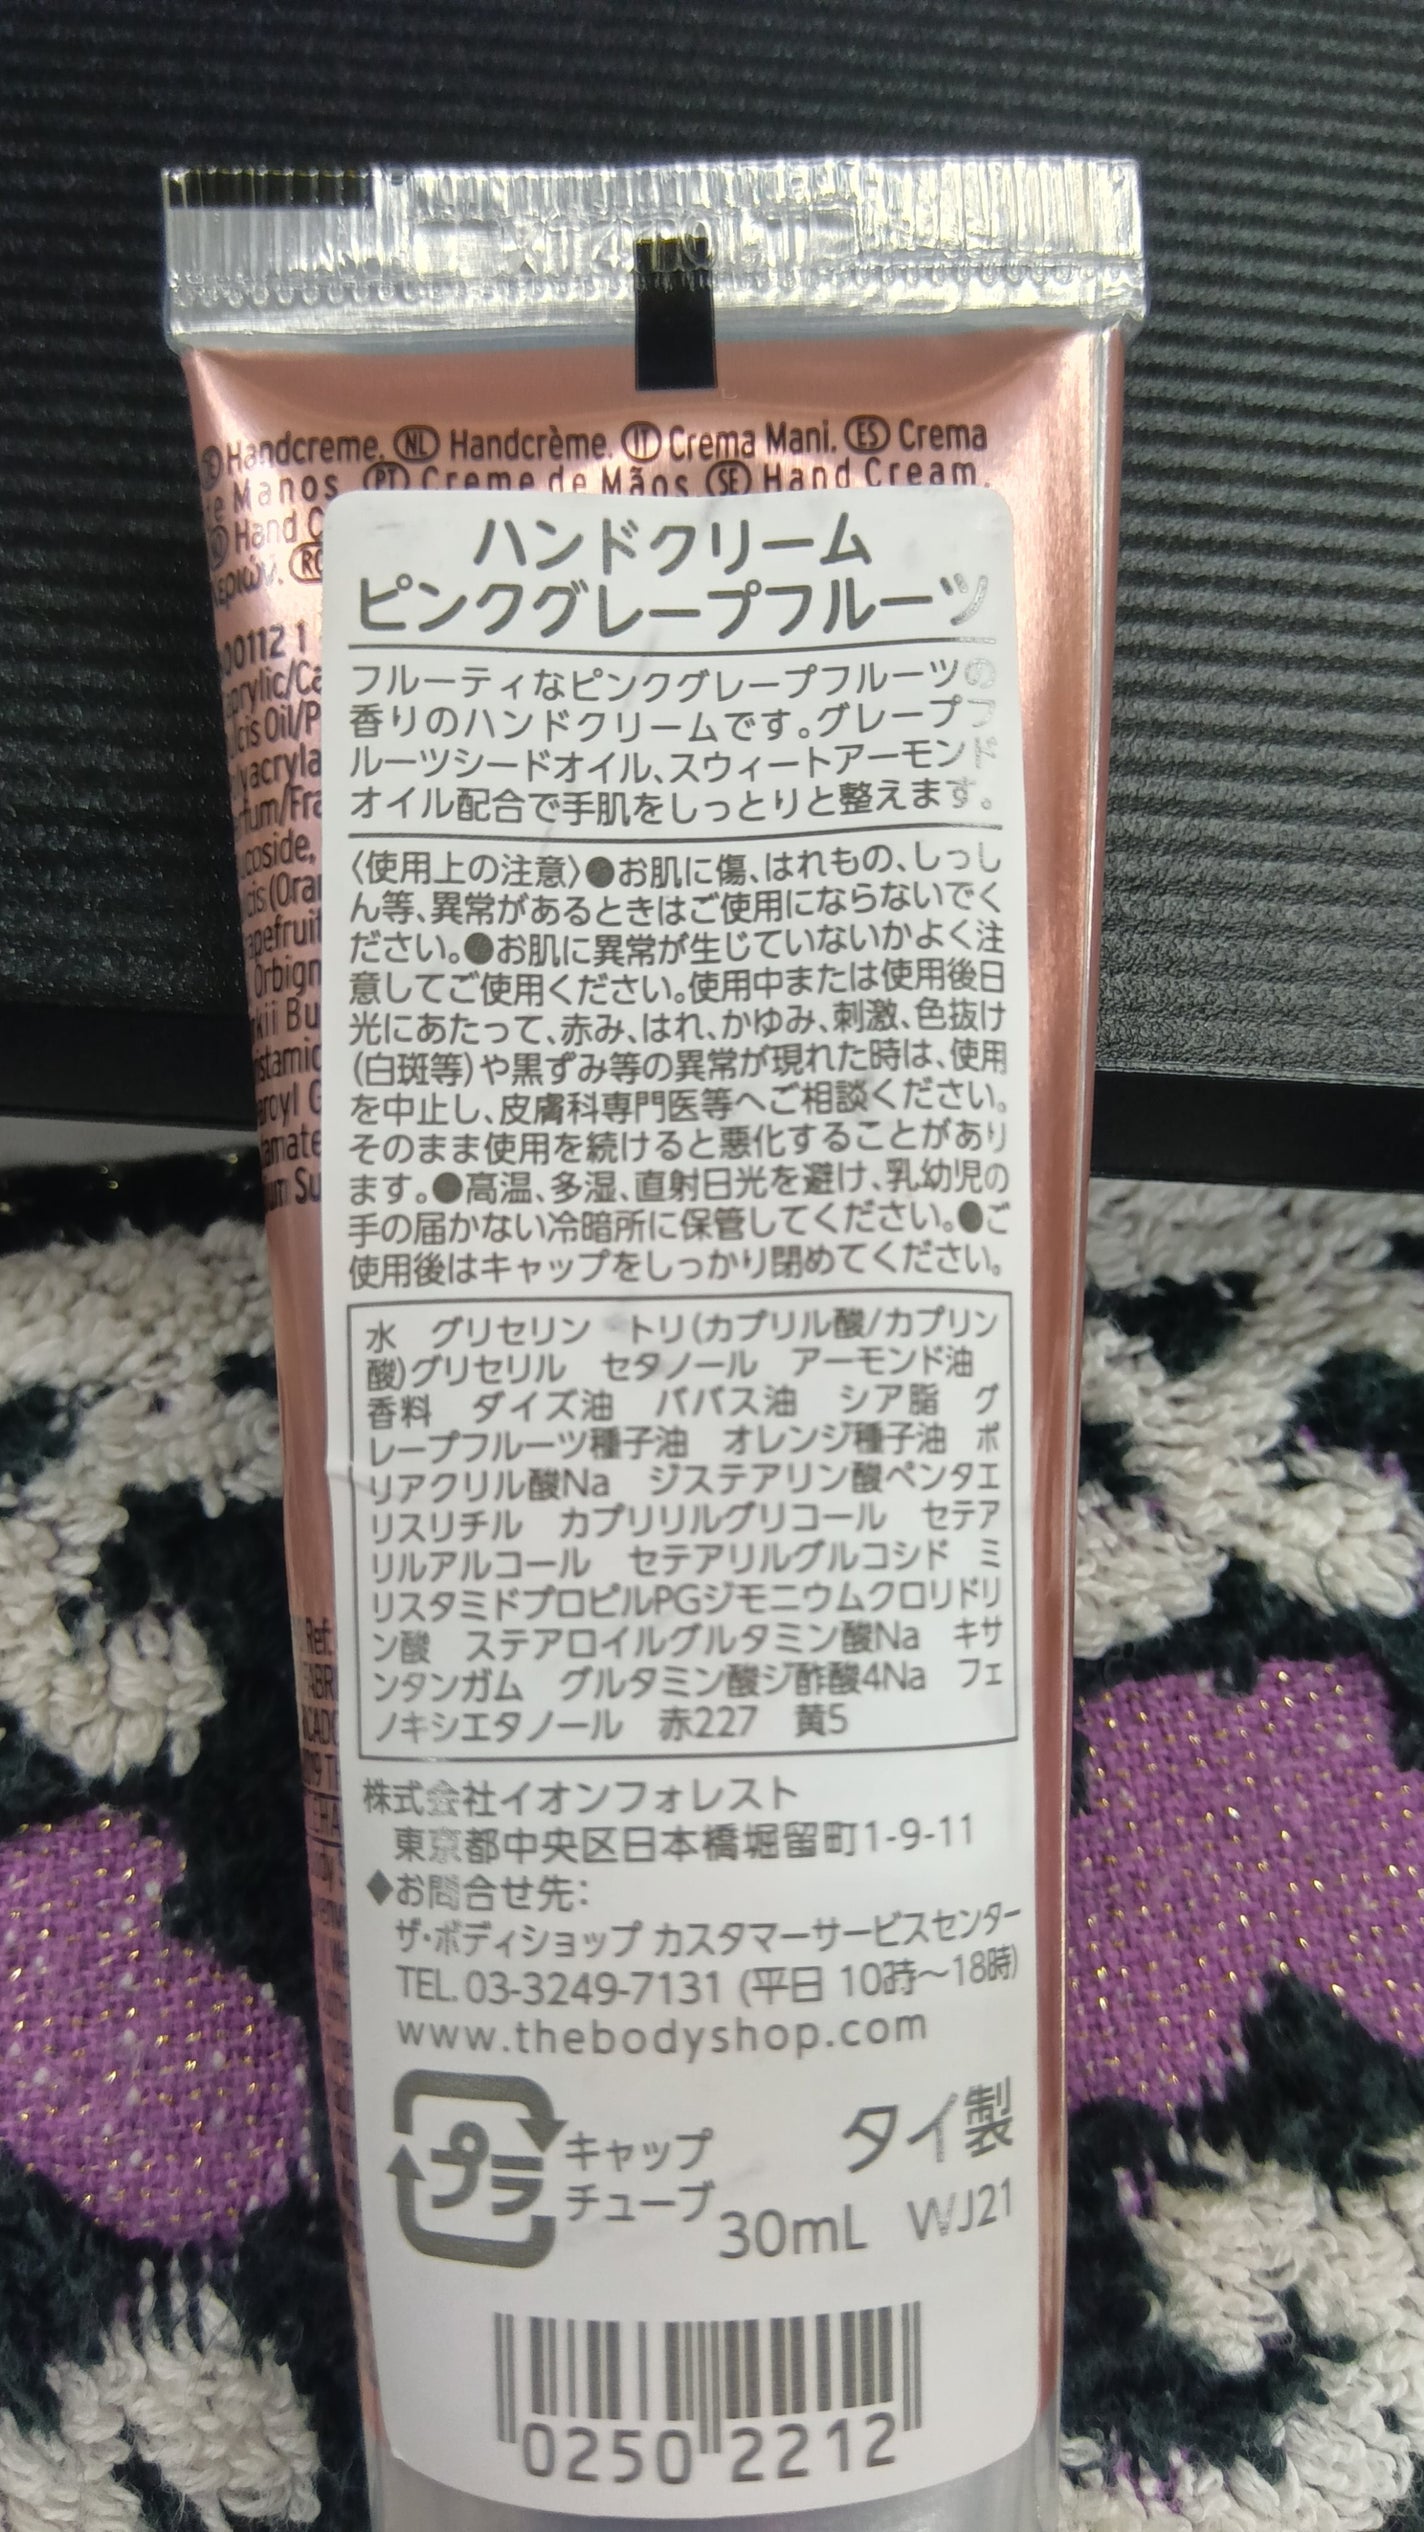 Handcreme. NL Handcrème. IT Crema Mani. ES Crema
Manos. PT Creme de Mãos. SE Hand Cream.
Hand C
RO
001121
ハンドクリーム
ピンクグレープフルーツ
フルーティなピンクグレープフルーツの
香りのハンドクリームです。グレープフ
ルーツシードオイル、スウィートアーモンド
オイル配合で手肌をしっとりと整えます。
〈使用上の注意〉●お肌に傷、はれもの、しっし
ん等、異常があるときはご使用にならないでく
ださい。●お肌に異常が生じていないかよく注
意してご使用ください。使用中または使用後日
光にあたって、赤み、はれ、かゆみ、刺激、色抜け
(白斑等)や黒ずみ等の異常が現れた時は、使用
を中止し、皮膚科専門医等へご相談ください。
そのまま使用を続けると悪化することがあり
ます。●高温、多湿、直射日光を避け、乳幼児の
手の届かない冷暗所に保管してください。●ご
使用後はキャップをしっかり閉めてください。
水　グリセリン　トリ(カプリル酸/カプリン
酸)グリセリル　セタノール　アーモンド油
香料　ダイズ油　ババス油　シア脂　グ
レープフルーツ種子油　オレンジ種子油　ポ
リアクリル酸Na　ジステアリン酸ペンタエ
リスリチル　カプリリルグリコール　セテア
リルアルコール　セテアリルグルコシド　ミ
リスタミドプロピルPGジモニウムクロリドリ
ン酸　ステアロイルグルタミン酸Na　キサ
ンタンガム　グルタミン酸ジ酢酸4Na　フェ
ノキシエタノール　赤227　黄5
株式会社イオンフォレスト
東京都中央区日本橋堀留町1-9-11
◆お問合せ先:
ザ・ボディショップ カスタマーサービスセンター
TEL. 03-3249-7131 (平日 10時〜18時)
www.thebodyshop.com
プラ
キャップ
チューブ
タイ製
30mL WJ21
0250 2212